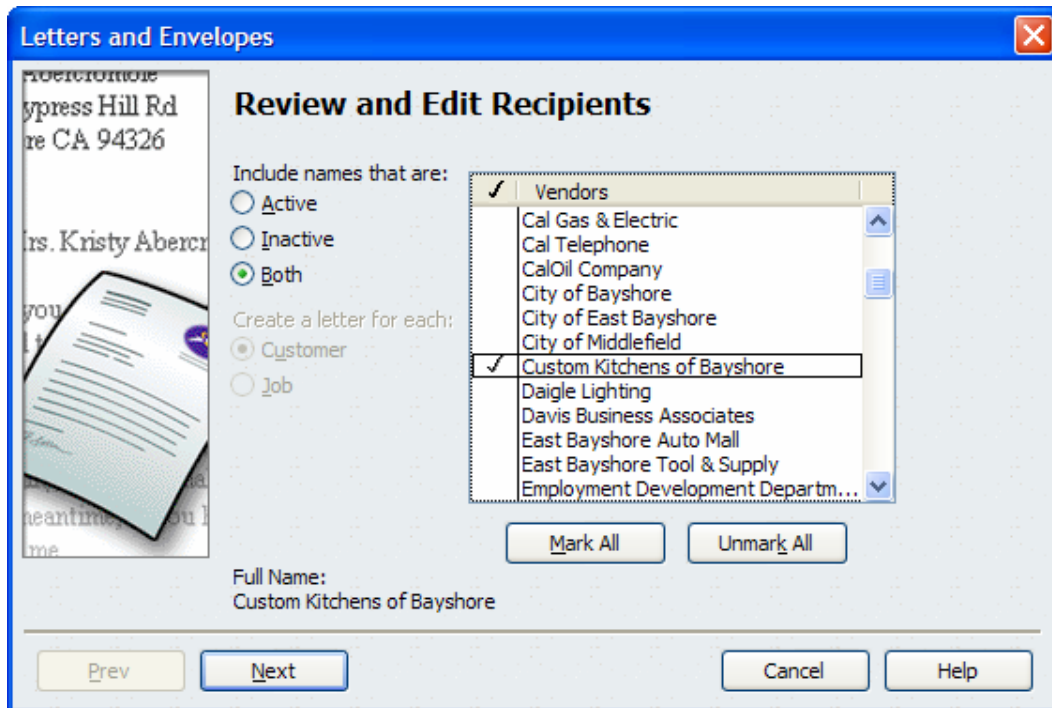 Letters and Envelopes
ypress Hill Rd
re CA 94326
rs. Kristy Abercr
you
Review and Edit Recipients
Include names that are:
Active
Inactive
Both
Create a letter for each:
Customer
Job
✓ Vendors
Cal Gas & Electric
Cal Telephone
CalOil Company
City of Bayshore
City of East Bayshore
City of Middlefield
✓ Custom Kitchens of Bayshore
Daigle Lighting
Davis Business Associates
East Bayshore Auto Mall
East Bayshore Tool & Supply
Employment Development Departm...
Mark All Unmark All
Full Name:
Custom Kitchens of Bayshore
Prev Next Cancel Help